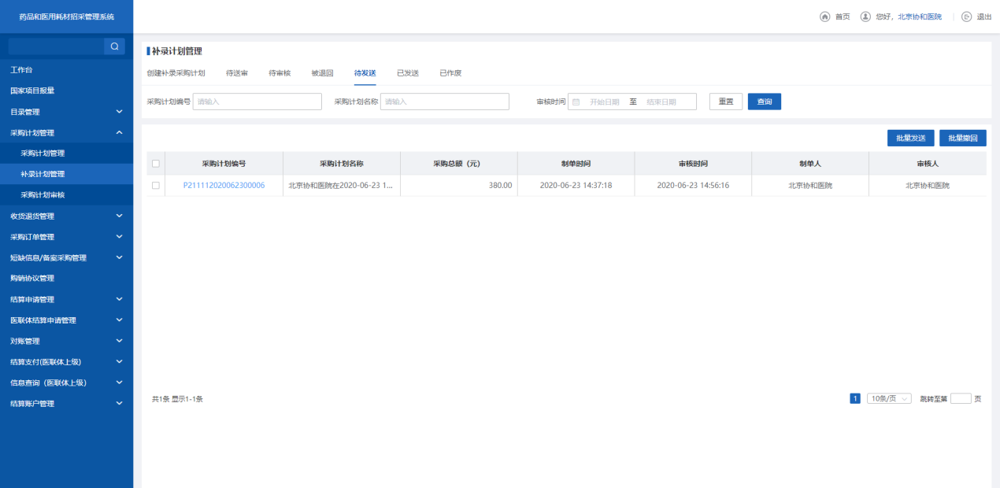 药品和医用耗材招采管理系统
首页 您好，北京协和医院 退出
工作台
国家项目报量
目录管理
采购计划管理
采购计划管理
补录计划管理
采购计划审核
收货退货管理
采购订单管理
短缺信息/备案采购管理
购销协议管理
结算申请管理
医联体结算申请管理
对账管理
结算支付(医联体上级)
信息查询（医联体上级）
结算账户管理
补录计划管理
创建补录采购计划 待送审 待审核 被退回 待发送 已发送 已作废
采购计划编号 请输入 采购计划名称 请输入 审核时间 开始日期 至 结束日期 重置 查询
批量发送 批量撤回
采购计划编号 采购计划名称 采购总额（元） 制单时间 审核时间 制单人 审核人
P211112020062300006 北京协和医院在2020-06-23 1... 380.00 2020-06-23 14:37:18 2020-06-23 14:56:16 北京协和医院 北京协和医院
共1条 显示1-1条 1 10条/页 跳转至第 页